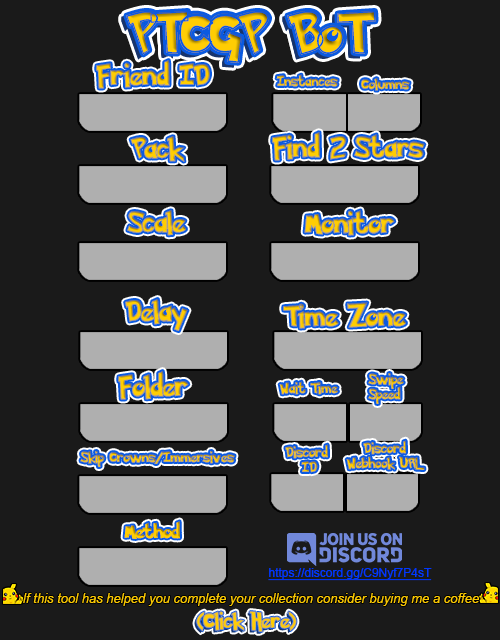 PTCGP BoT
Friend ID
Instances
Columns
Pack
Find 2 Stars
Scale
Monitor
Delay
Time Zone
Folder
Wait Time
Swipe
Speed
Skip Crowns/Immersives
Discord
ID
Discord
Webhook URL
Method
JOIN US ON
DISCORD
https://discord.gg/C9Nyf7P4sT
If this tool has helped you complete your collection consider buying me a coffee!
(Click Here)